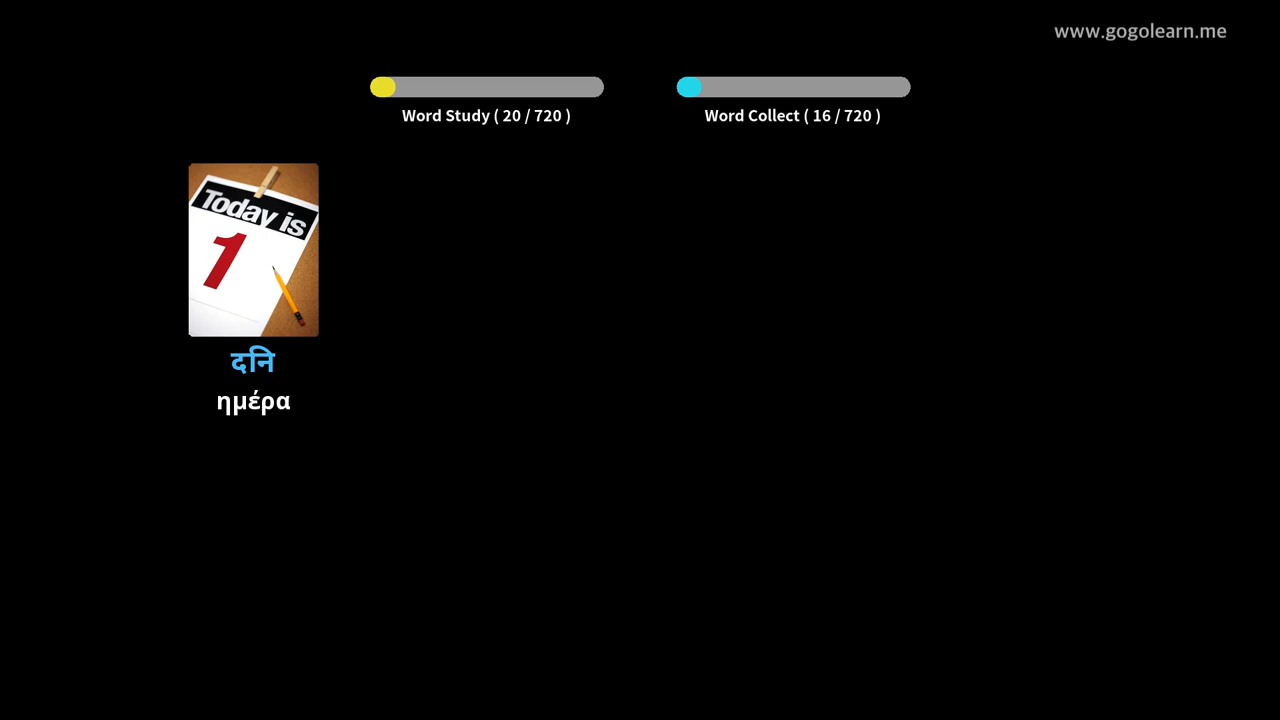 www.gogolearn.me
Word Study ( 20 / 720 )
Word Collect ( 16 / 720 )
Today is
1
दनि
ημέρα